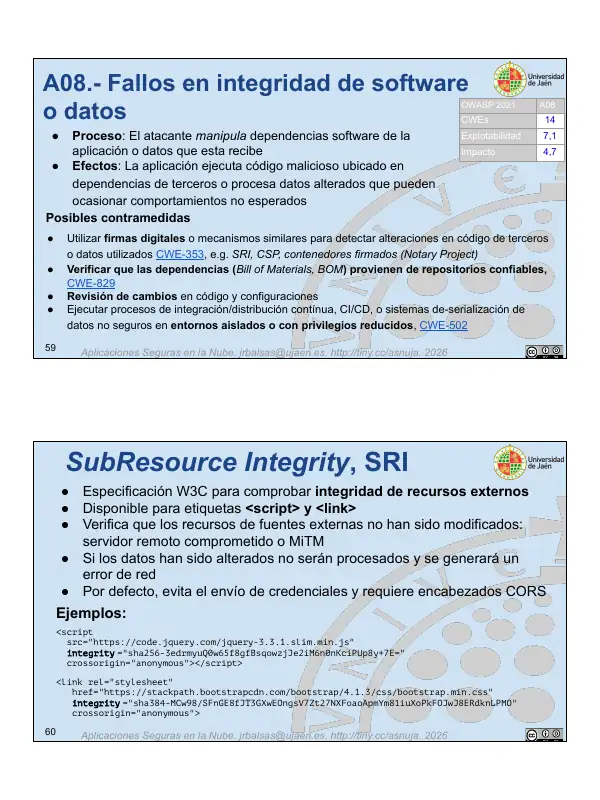 A08.- Fallos en integridad de software
o datos
Universidad
de Jaén
OWASP 2021 A08
CWEs 14
Explotabilidad 7,1
Impacto 4,7
● Proceso: El atacante manipula dependencias software de la
aplicación o datos que esta recibe
● Efectos: La aplicación ejecuta código malicioso ubicado en
dependencias de terceros o procesa datos alterados que pueden
ocasionar comportamientos no esperados
Posibles contramedidas
● Utilizar firmas digitales o mecanismos similares para detectar alteraciones en código de terceros
o datos utilizados CWE-353, e.g. SRI, CSP, contenedores firmados (Notary Project)
● Verificar que las dependencias (Bill of Materials, BOM) provienen de repositorios confiables,
CWE-829
● Revisión de cambios en código y configuraciones
● Ejecutar procesos de integración/distribución contínua, CI/CD, o sistemas de-serialización de
datos no seguros en entornos aislados o con privilegios reducidos, CWE-502
59
Aplicaciones Seguras en la Nube. jrbalsas@ujaen.es. http://tiny.cc/asnuja. 2026
SubResource Integrity, SRI
Universidad
de Jaén
● Especificación W3C para comprobar integridad de recursos externos
● Disponible para etiquetas <script> y <link>
● Verifica que los recursos de fuentes externas no han sido modificados:
servidor remoto comprometido o MiTM
● Si los datos han sido alterados no serán procesados y se generará un
error de red
● Por defecto, evita el envío de credenciales y requiere encabezados CORS
Ejemplos:
<script
src="https://code.jquery.com/jquery-3.3.1.slim.min.js"
integrity="sha256-3edrmyuQ0w65f8gfBsqowzjJe2iM6n0nKciPUp8y+7E="
crossorigin="anonymous"></script>
<link rel="stylesheet"
href="https://stackpath.bootstrapcdn.com/bootstrap/4.1.3/css/bootstrap.min.css"
integrity="sha384-MCw98/SFnGE8fJT3GXwEOngsV7Zt27NXFoaoApmYm81iuXoPkFOJwJ8ERdknLPMO"
crossorigin="anonymous">
60
Aplicaciones Seguras en la Nube. jrbalsas@ujaen.es. http://tiny.cc/asnuja. 2026